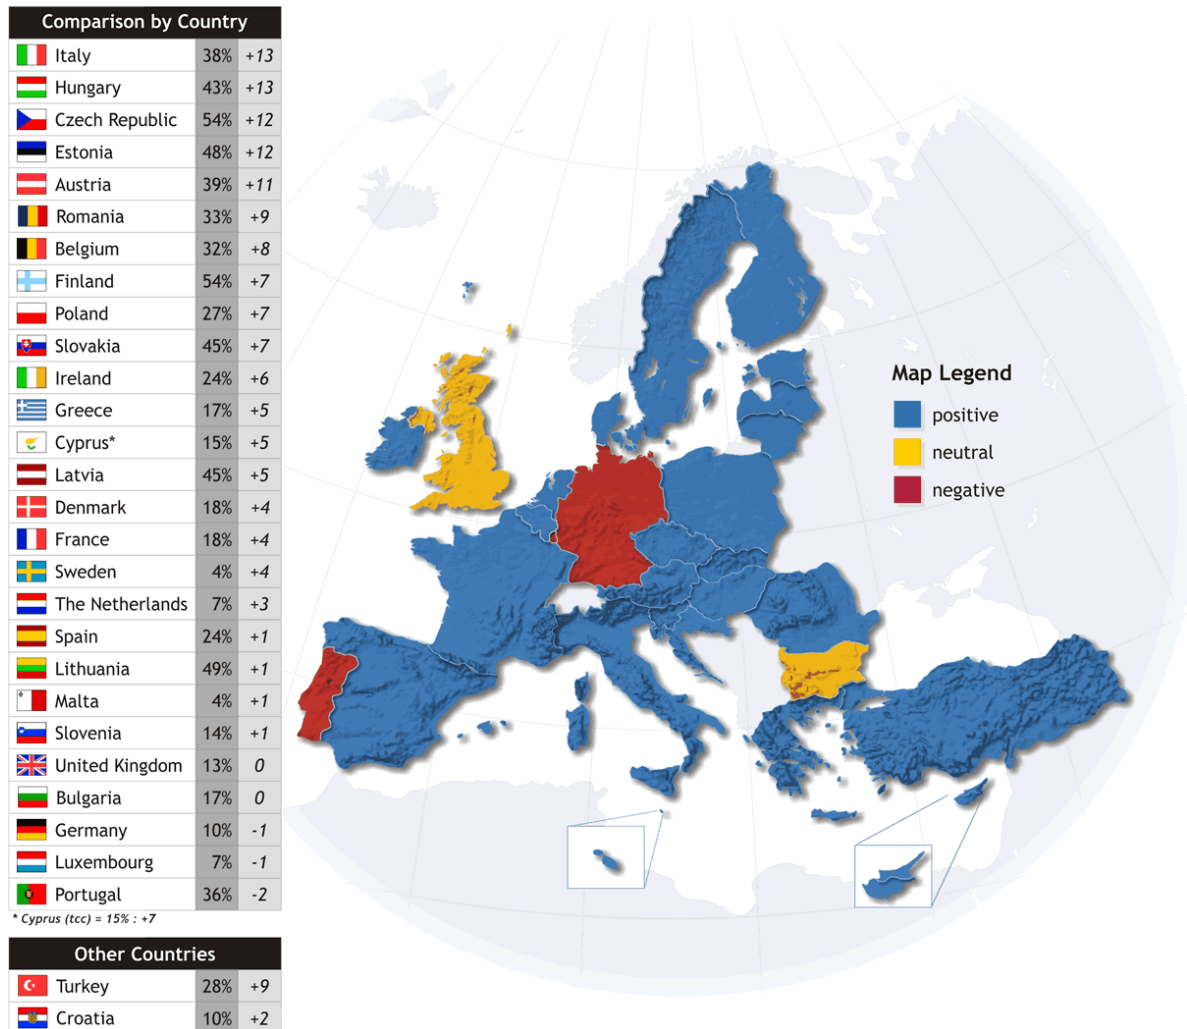 Comparison by Country
Italy 38% +13
Hungary 43% +13
Czech Republic 54% +12
Estonia 48% +12
Austria 39% +11
Romania 33% +9
Belgium 32% +8
Finland 54% +7
Poland 27% +7
Slovakia 45% +7
Ireland 24% +6
Greece 17% +5
Cyprus* 15% +5
Latvia 45% +5
Denmark 18% +4
France 18% +4
Sweden 4% +4
The Netherlands 7% +3
Spain 24% +1
Lithuania 49% +1
Malta 4% +1
Slovenia 14% +1
United Kingdom 13% 0
Bulgaria 17% 0
Germany 10% -1
Luxembourg 7% -1
Portugal 36% -2
* Cyprus (tcc) = 15% : +7
Other Countries
Turkey 28% +9
Croatia 10% +2
Map Legend
positive
neutral
negative